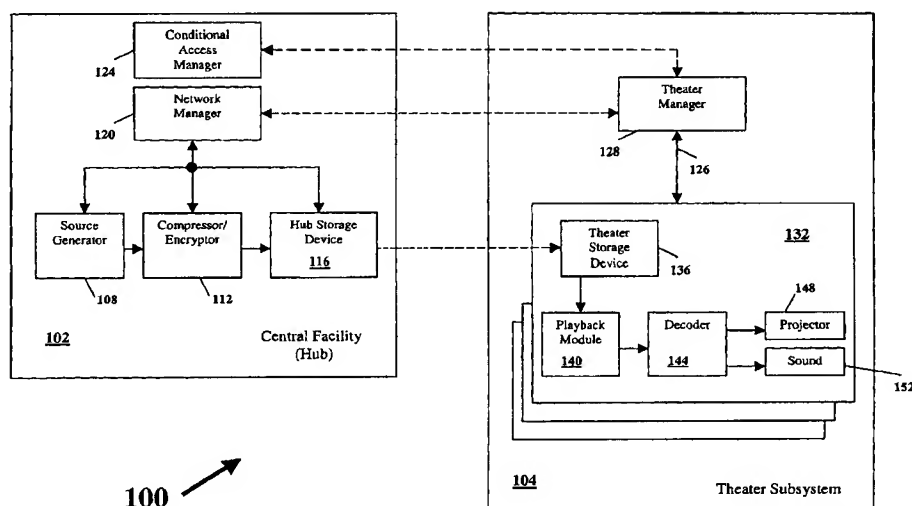 Conditional
Access
Manager
124
Network
Manager
120
Source
Generator
108
Compressor/
Encryptor
112
Hub Storage
Device
116
102
Central Facility
(Hub)
100
Theater
Manager
128
126
132
Theater
Storage
Device
136
Playback
Module
140
Decoder
144
148
Projector
Sound
152
104
Theater Subsystem